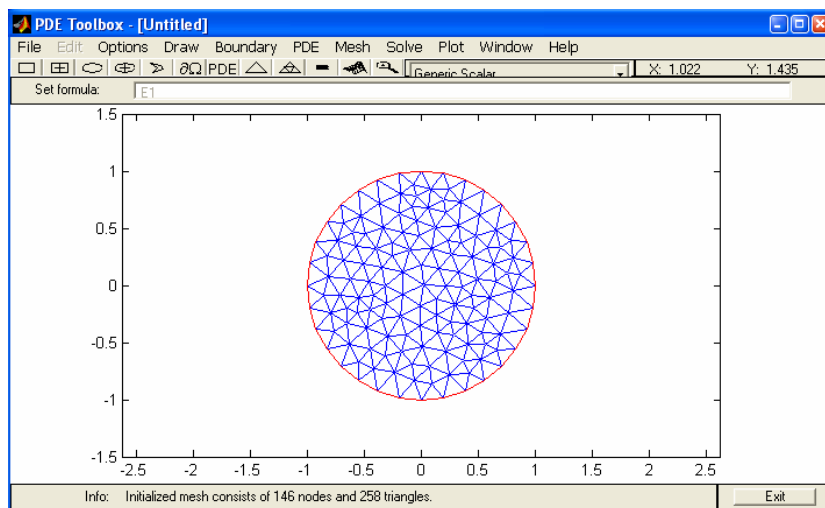 PDE Toolbox - [Untitled]
File Edit Options Draw Boundary PDE Mesh Solve Plot Window Help
∂Ω PDE Generic Scalar X: 1.022 Y: 1.435
Set formula: E1
1.5
1
0.5
0
-0.5
-1
-1.5
-2.5 -2 -1.5 -1 -0.5 0 0.5 1 1.5 2 2.5
Info: Initialized mesh consists of 146 nodes and 258 triangles. Exit